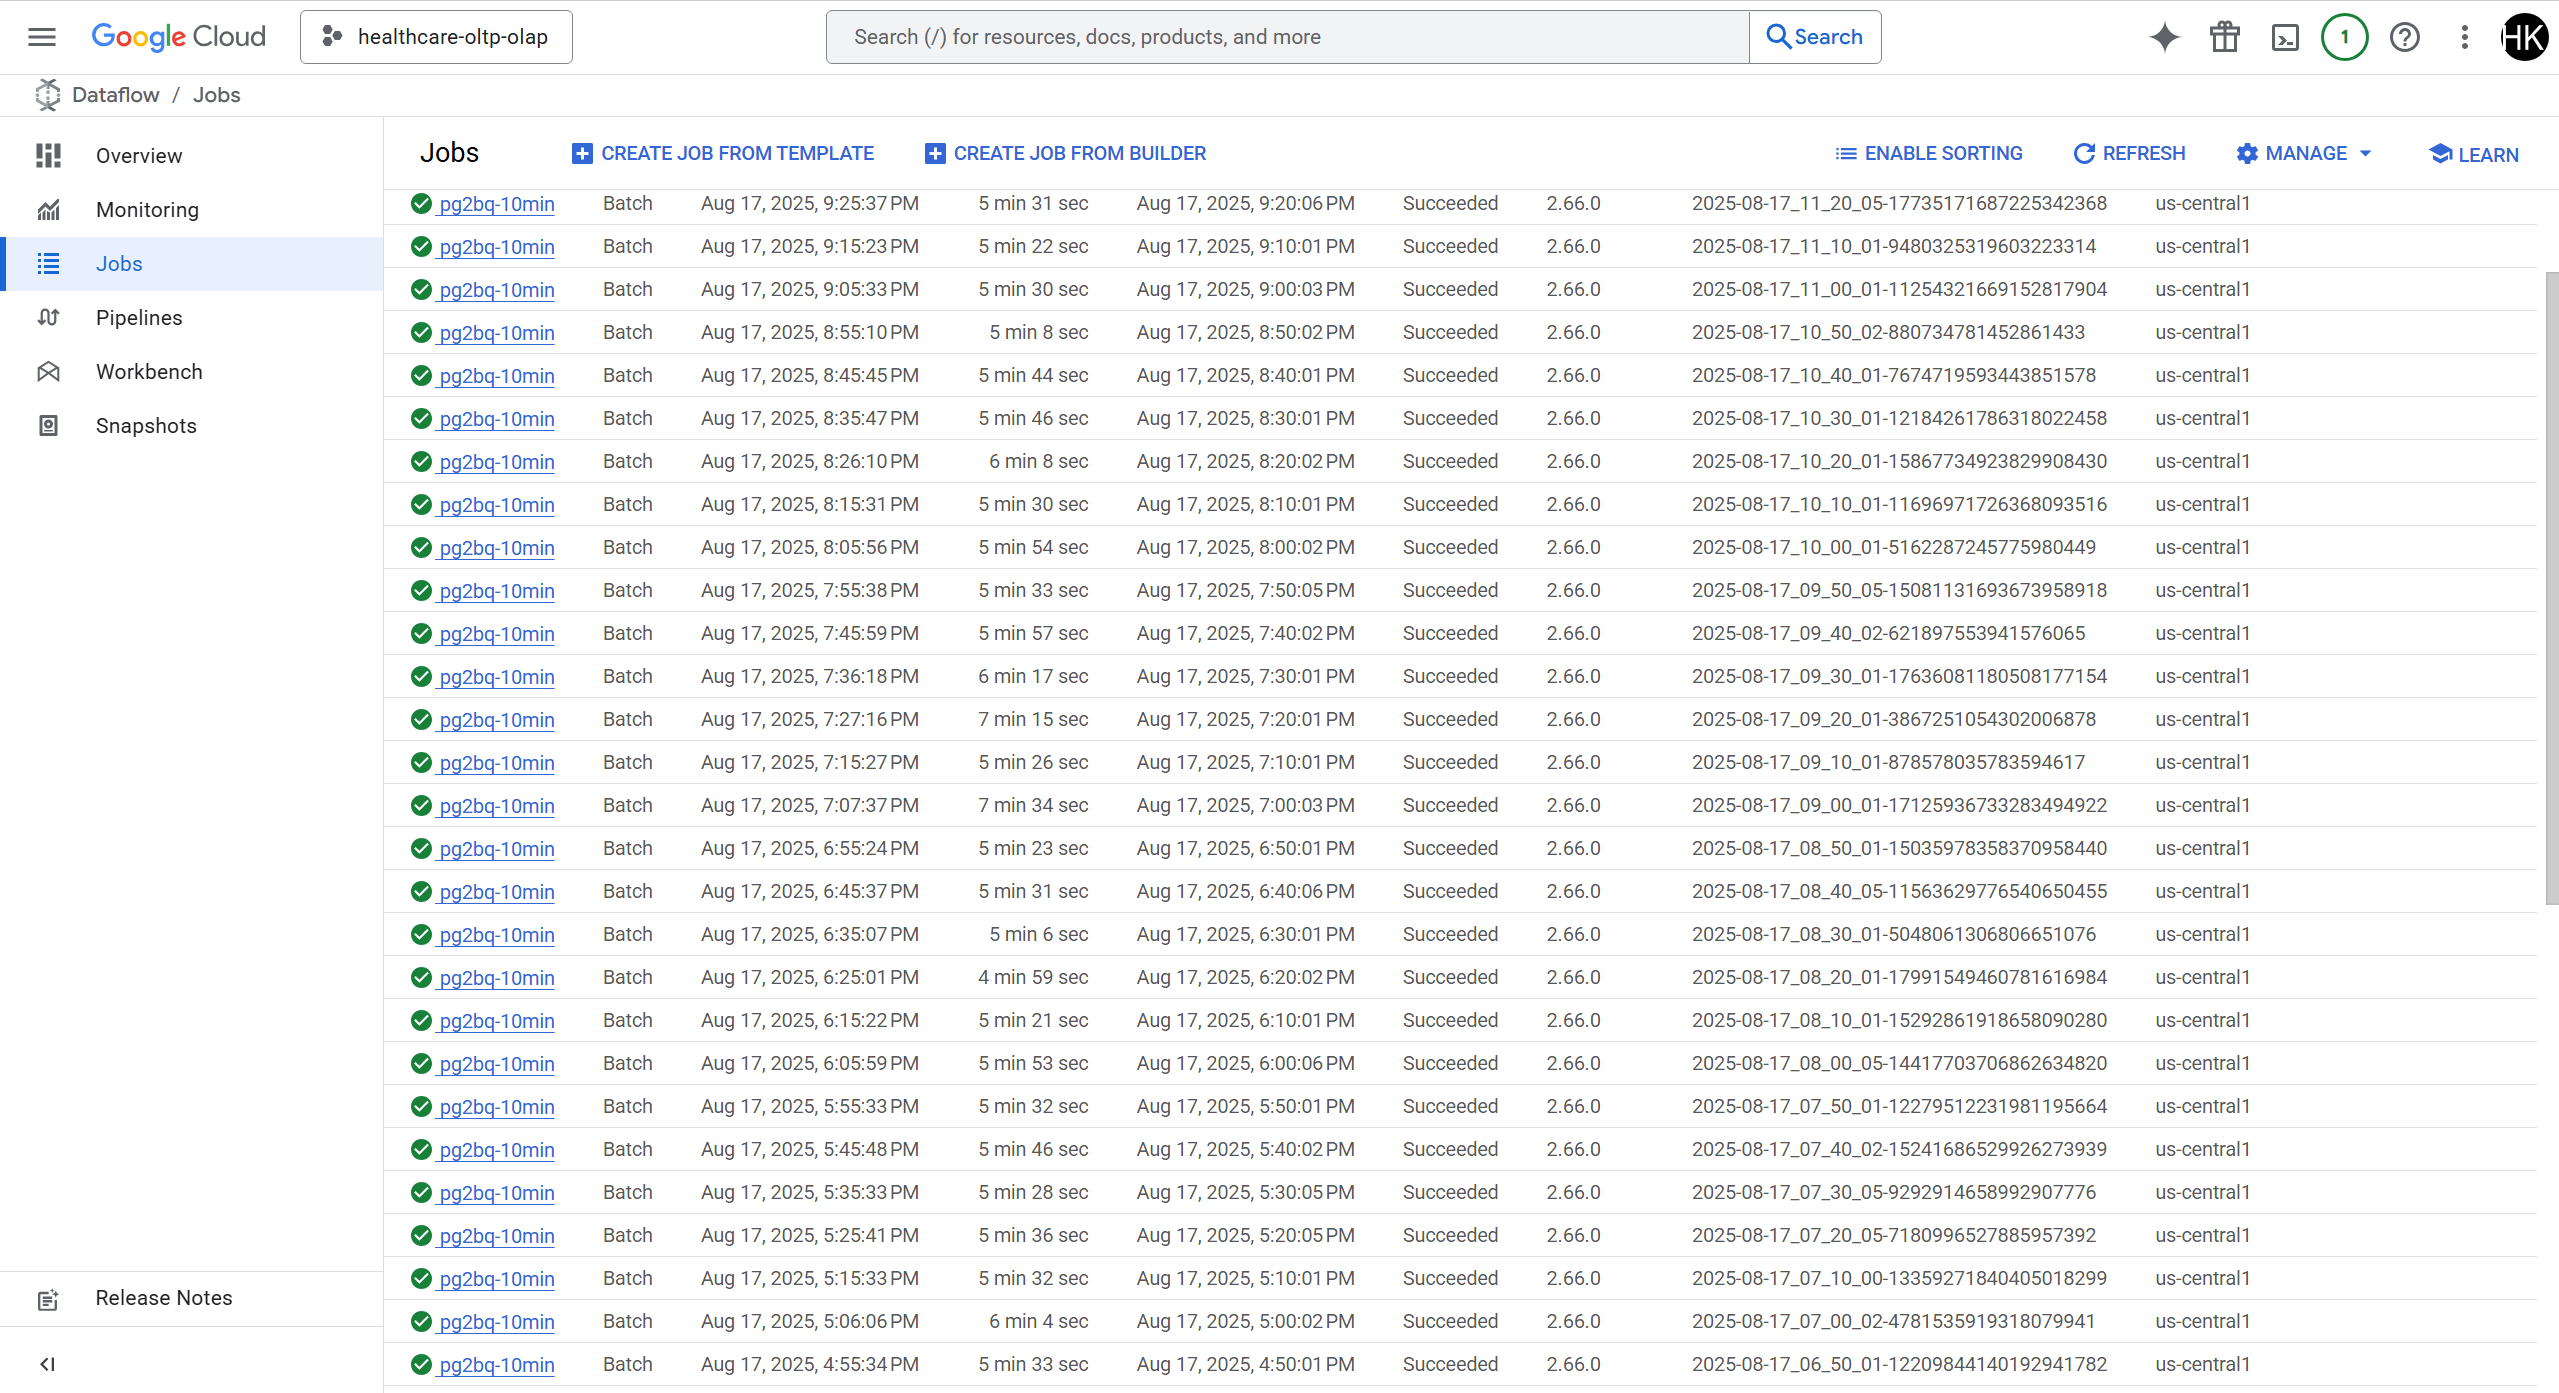 Google Cloud healthcare-oltp-olap Search (/) for resources, docs, products, and more Search 1 HK
Dataflow / Jobs
Overview
Monitoring
Jobs
Pipelines
Workbench
Snapshots
Release Notes
Jobs CREATE JOB FROM TEMPLATE CREATE JOB FROM BUILDER ENABLE SORTING REFRESH MANAGE LEARN
pg2bq-10min Batch Aug 17, 2025, 9:25:37 PM 5 min 31 sec Aug 17, 2025, 9:20:06 PM Succeeded 2.66.0 2025-08-17_11_20_05-17735171687225342368 us-central1
pg2bq-10min Batch Aug 17, 2025, 9:15:23 PM 5 min 22 sec Aug 17, 2025, 9:10:01 PM Succeeded 2.66.0 2025-08-17_11_10_01-9480325319603223314 us-central1
pg2bq-10min Batch Aug 17, 2025, 9:05:33 PM 5 min 30 sec Aug 17, 2025, 9:00:03 PM Succeeded 2.66.0 2025-08-17_11_00_01-11254321669152817904 us-central1
pg2bq-10min Batch Aug 17, 2025, 8:55:10 PM 5 min 8 sec Aug 17, 2025, 8:50:02 PM Succeeded 2.66.0 2025-08-17_10_50_02-880734781452861433 us-central1
pg2bq-10min Batch Aug 17, 2025, 8:45:45 PM 5 min 44 sec Aug 17, 2025, 8:40:01 PM Succeeded 2.66.0 2025-08-17_10_40_01-7674719593443851578 us-central1
pg2bq-10min Batch Aug 17, 2025, 8:35:47 PM 5 min 46 sec Aug 17, 2025, 8:30:01 PM Succeeded 2.66.0 2025-08-17_10_30_01-12184261786318022458 us-central1
pg2bq-10min Batch Aug 17, 2025, 8:26:10 PM 6 min 8 sec Aug 17, 2025, 8:20:02 PM Succeeded 2.66.0 2025-08-17_10_20_01-15867734923829908430 us-central1
pg2bq-10min Batch Aug 17, 2025, 8:15:31 PM 5 min 30 sec Aug 17, 2025, 8:10:01 PM Succeeded 2.66.0 2025-08-17_10_10_01-11696971726368093516 us-central1
pg2bq-10min Batch Aug 17, 2025, 8:05:56 PM 5 min 54 sec Aug 17, 2025, 8:00:02 PM Succeeded 2.66.0 2025-08-17_10_00_01-5162287245775980449 us-central1
pg2bq-10min Batch Aug 17, 2025, 7:55:38 PM 5 min 33 sec Aug 17, 2025, 7:50:05 PM Succeeded 2.66.0 2025-08-17_09_50_05-15081131693673958918 us-central1
pg2bq-10min Batch Aug 17, 2025, 7:45:59 PM 5 min 57 sec Aug 17, 2025, 7:40:02 PM Succeeded 2.66.0 2025-08-17_09_40_02-621897553941576065 us-central1
pg2bq-10min Batch Aug 17, 2025, 7:36:18 PM 6 min 17 sec Aug 17, 2025, 7:30:01 PM Succeeded 2.66.0 2025-08-17_09_30_01-17636081180508177154 us-central1
pg2bq-10min Batch Aug 17, 2025, 7:27:16 PM 7 min 15 sec Aug 17, 2025, 7:20:01 PM Succeeded 2.66.0 2025-08-17_09_20_01-3867251054302006878 us-central1
pg2bq-10min Batch Aug 17, 2025, 7:15:27 PM 5 min 26 sec Aug 17, 2025, 7:10:01 PM Succeeded 2.66.0 2025-08-17_09_10_01-878578035783594617 us-central1
pg2bq-10min Batch Aug 17, 2025, 7:07:37 PM 7 min 34 sec Aug 17, 2025, 7:00:03 PM Succeeded 2.66.0 2025-08-17_09_00_01-17125936733283494922 us-central1
pg2bq-10min Batch Aug 17, 2025, 6:55:24 PM 5 min 23 sec Aug 17, 2025, 6:50:01 PM Succeeded 2.66.0 2025-08-17_08_50_01-15035978358370958440 us-central1
pg2bq-10min Batch Aug 17, 2025, 6:45:37 PM 5 min 31 sec Aug 17, 2025, 6:40:06 PM Succeeded 2.66.0 2025-08-17_08_40_05-11563629776540650455 us-central1
pg2bq-10min Batch Aug 17, 2025, 6:35:07 PM 5 min 6 sec Aug 17, 2025, 6:30:01 PM Succeeded 2.66.0 2025-08-17_08_30_01-5048061306806651076 us-central1
pg2bq-10min Batch Aug 17, 2025, 6:25:01 PM 4 min 59 sec Aug 17, 2025, 6:20:02 PM Succeeded 2.66.0 2025-08-17_08_20_01-17991549460781616984 us-central1
pg2bq-10min Batch Aug 17, 2025, 6:15:22 PM 5 min 21 sec Aug 17, 2025, 6:10:01 PM Succeeded 2.66.0 2025-08-17_08_10_01-15292861918658090280 us-central1
pg2bq-10min Batch Aug 17, 2025, 6:05:59 PM 5 min 53 sec Aug 17, 2025, 6:00:06 PM Succeeded 2.66.0 2025-08-17_08_00_05-14417703706862634820 us-central1
pg2bq-10min Batch Aug 17, 2025, 5:55:33 PM 5 min 32 sec Aug 17, 2025, 5:50:01 PM Succeeded 2.66.0 2025-08-17_07_50_01-12279512231981195664 us-central1
pg2bq-10min Batch Aug 17, 2025, 5:45:48 PM 5 min 46 sec Aug 17, 2025, 5:40:02 PM Succeeded 2.66.0 2025-08-17_07_40_02-15241686529926273939 us-central1
pg2bq-10min Batch Aug 17, 2025, 5:35:33 PM 5 min 28 sec Aug 17, 2025, 5:30:05 PM Succeeded 2.66.0 2025-08-17_07_30_05-9292914658992907776 us-central1
pg2bq-10min Batch Aug 17, 2025, 5:25:41 PM 5 min 36 sec Aug 17, 2025, 5:20:05 PM Succeeded 2.66.0 2025-08-17_07_20_05-7180996527885957392 us-central1
pg2bq-10min Batch Aug 17, 2025, 5:15:33 PM 5 min 32 sec Aug 17, 2025, 5:10:01 PM Succeeded 2.66.0 2025-08-17_07_10_00-13359271840405018299 us-central1
pg2bq-10min Batch Aug 17, 2025, 5:06:06 PM 6 min 4 sec Aug 17, 2025, 5:00:02 PM Succeeded 2.66.0 2025-08-17_07_00_02-4781535919318079941 us-central1
pg2bq-10min Batch Aug 17, 2025, 4:55:34 PM 5 min 33 sec Aug 17, 2025, 4:50:01 PM Succeeded 2.66.0 2025-08-17_06_50_01-12209844140192941782 us-central1